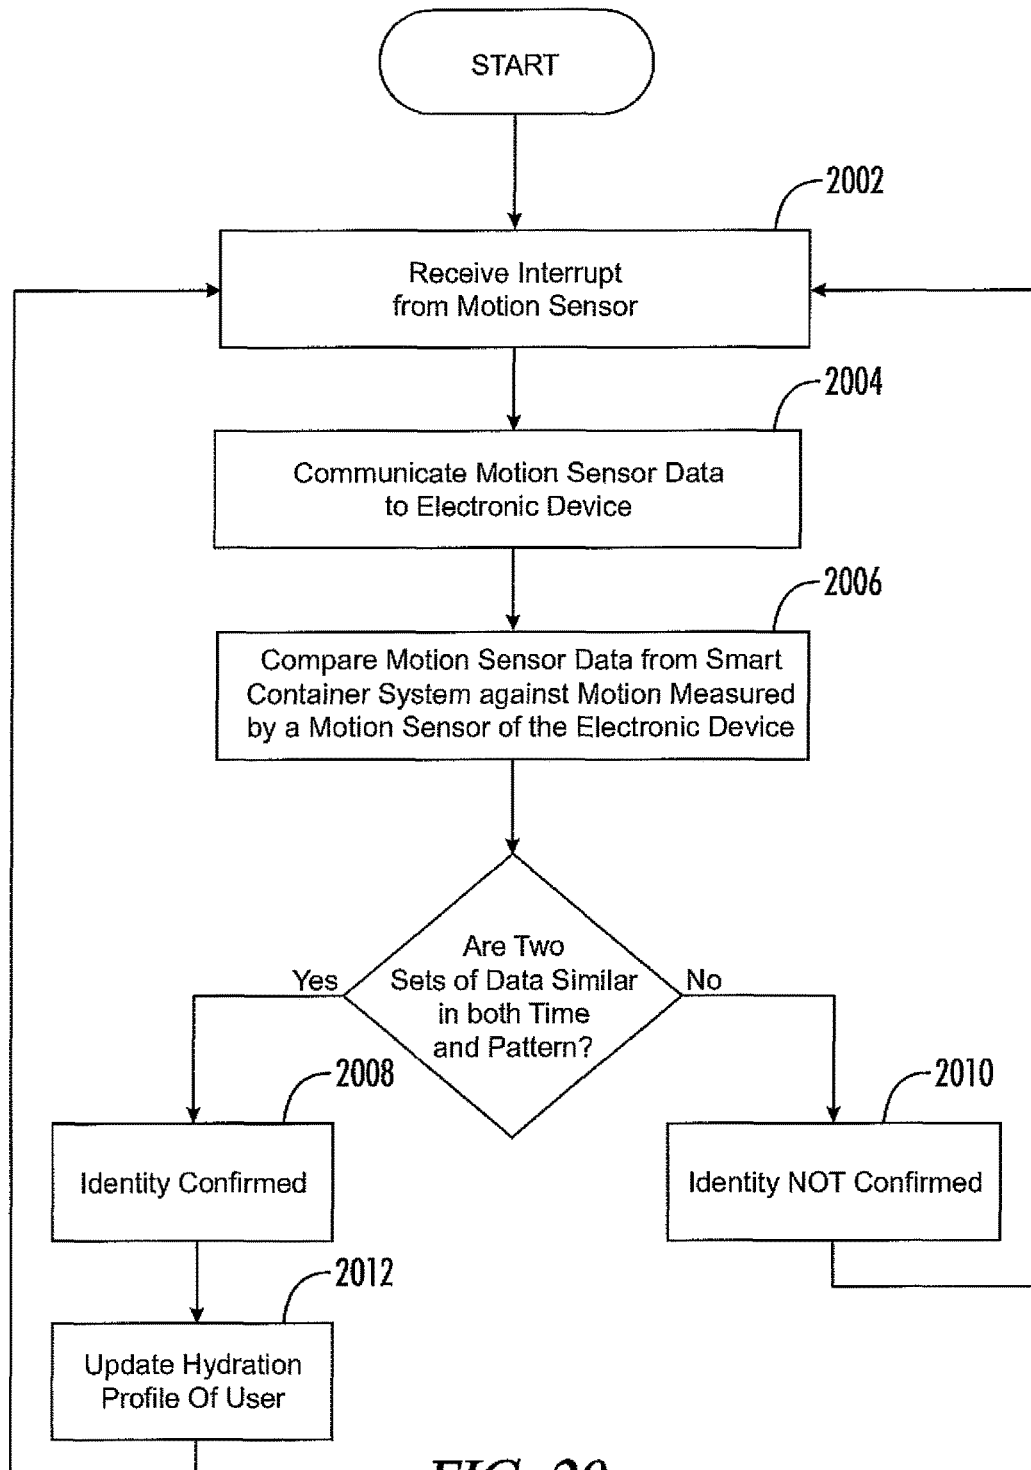 START
2002
Receive Interrupt
from Motion Sensor
2004
Communicate Motion Sensor Data
to Electronic Device
2006
Compare Motion Sensor Data from Smart
Container System against Motion Measured
by a Motion Sensor of the Electronic Device
Are Two
Sets of Data Similar
in both Time
and Pattern?
Yes
No
2008
Identity Confirmed
2010
Identity NOT Confirmed
2012
Update Hydration
Profile Of User
FIG. 20